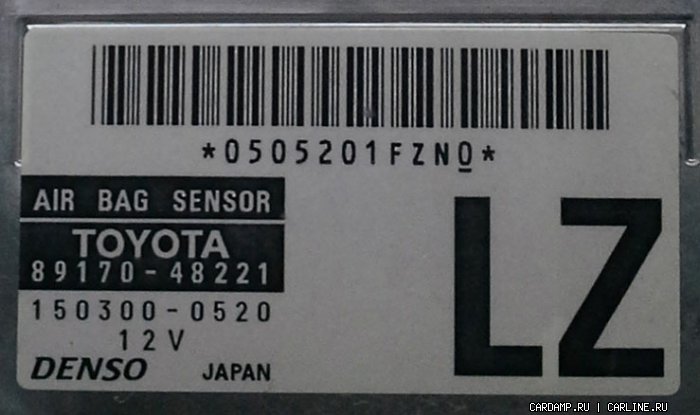 *0505201FZN0*
AIR BAG SENSOR
TOYOTA
89170-48221
150300-0520
12V
DENSO JAPAN
LZ
CARDAMP.RU | CARLINE.RU